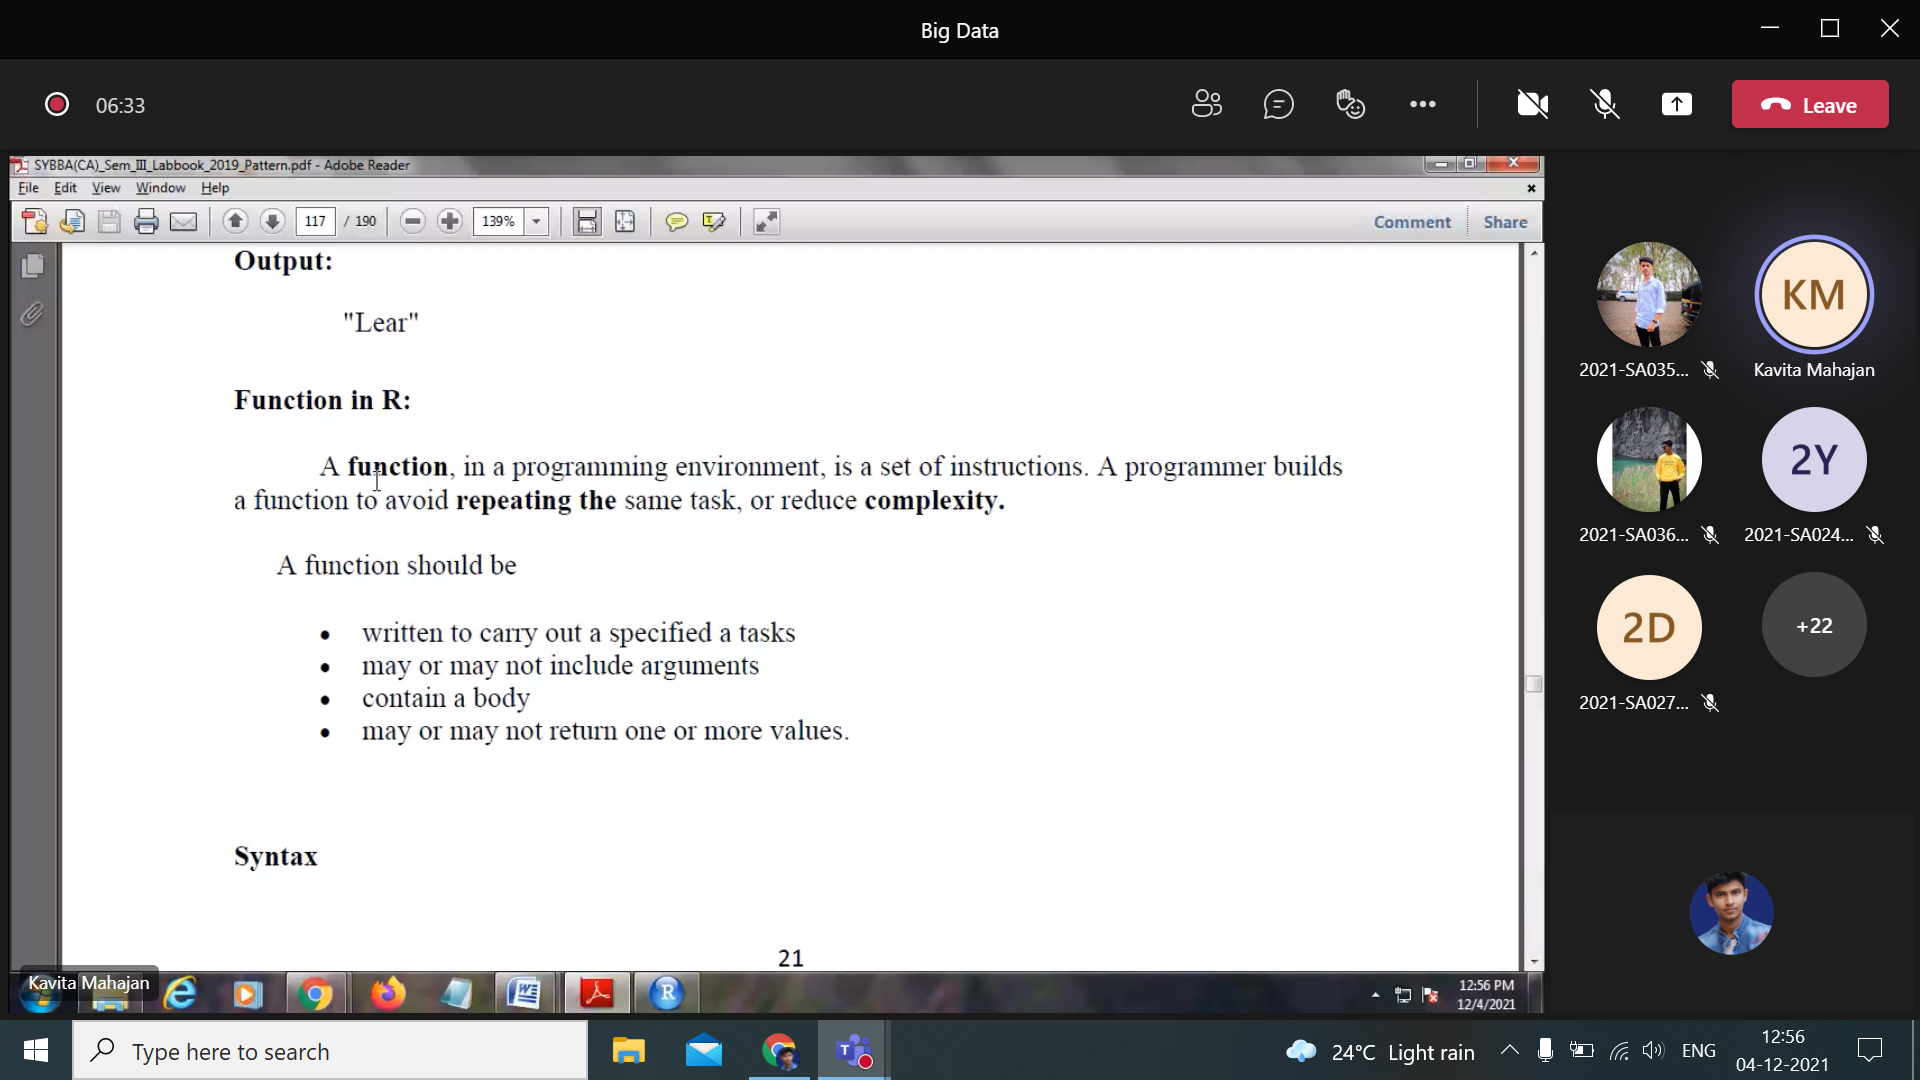 Big Data
06:33
Leave
SYBBA(CA)_Sem_III_Labbook_2019_Pattern.pdf - Adobe Reader
File Edit View Window Help
117 / 190 139% Comment Share
Output:
"Lear"
Function in R:
A function, in a programming environment, is a set of instructions. A programmer builds
a function to avoid repeating the same task, or reduce complexity.
A function should be
• written to carry out a specified a tasks
• may or may not include arguments
• contain a body
• may or may not return one or more values.
Syntax
21
KM
2021-SA035...
Kavita Mahajan
2Y
2021-SA036...
2021-SA024...
2D
+22
2021-SA027...
Kavita Mahajan
12:56 PM
12/4/2021
Type here to search
24°C Light rain
ENG
12:56
04-12-2021